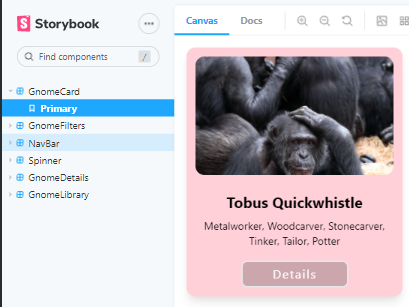 Storybook
Find components
/
GnomeCard
Primary
GnomeFilters
NavBar
Spinner
GnomeDetails
GnomeLibrary
Canvas
Docs
Tobus Quickwhistle
Metalworker, Woodcarver, Stonecarver,
Tinker, Tailor, Potter
Details